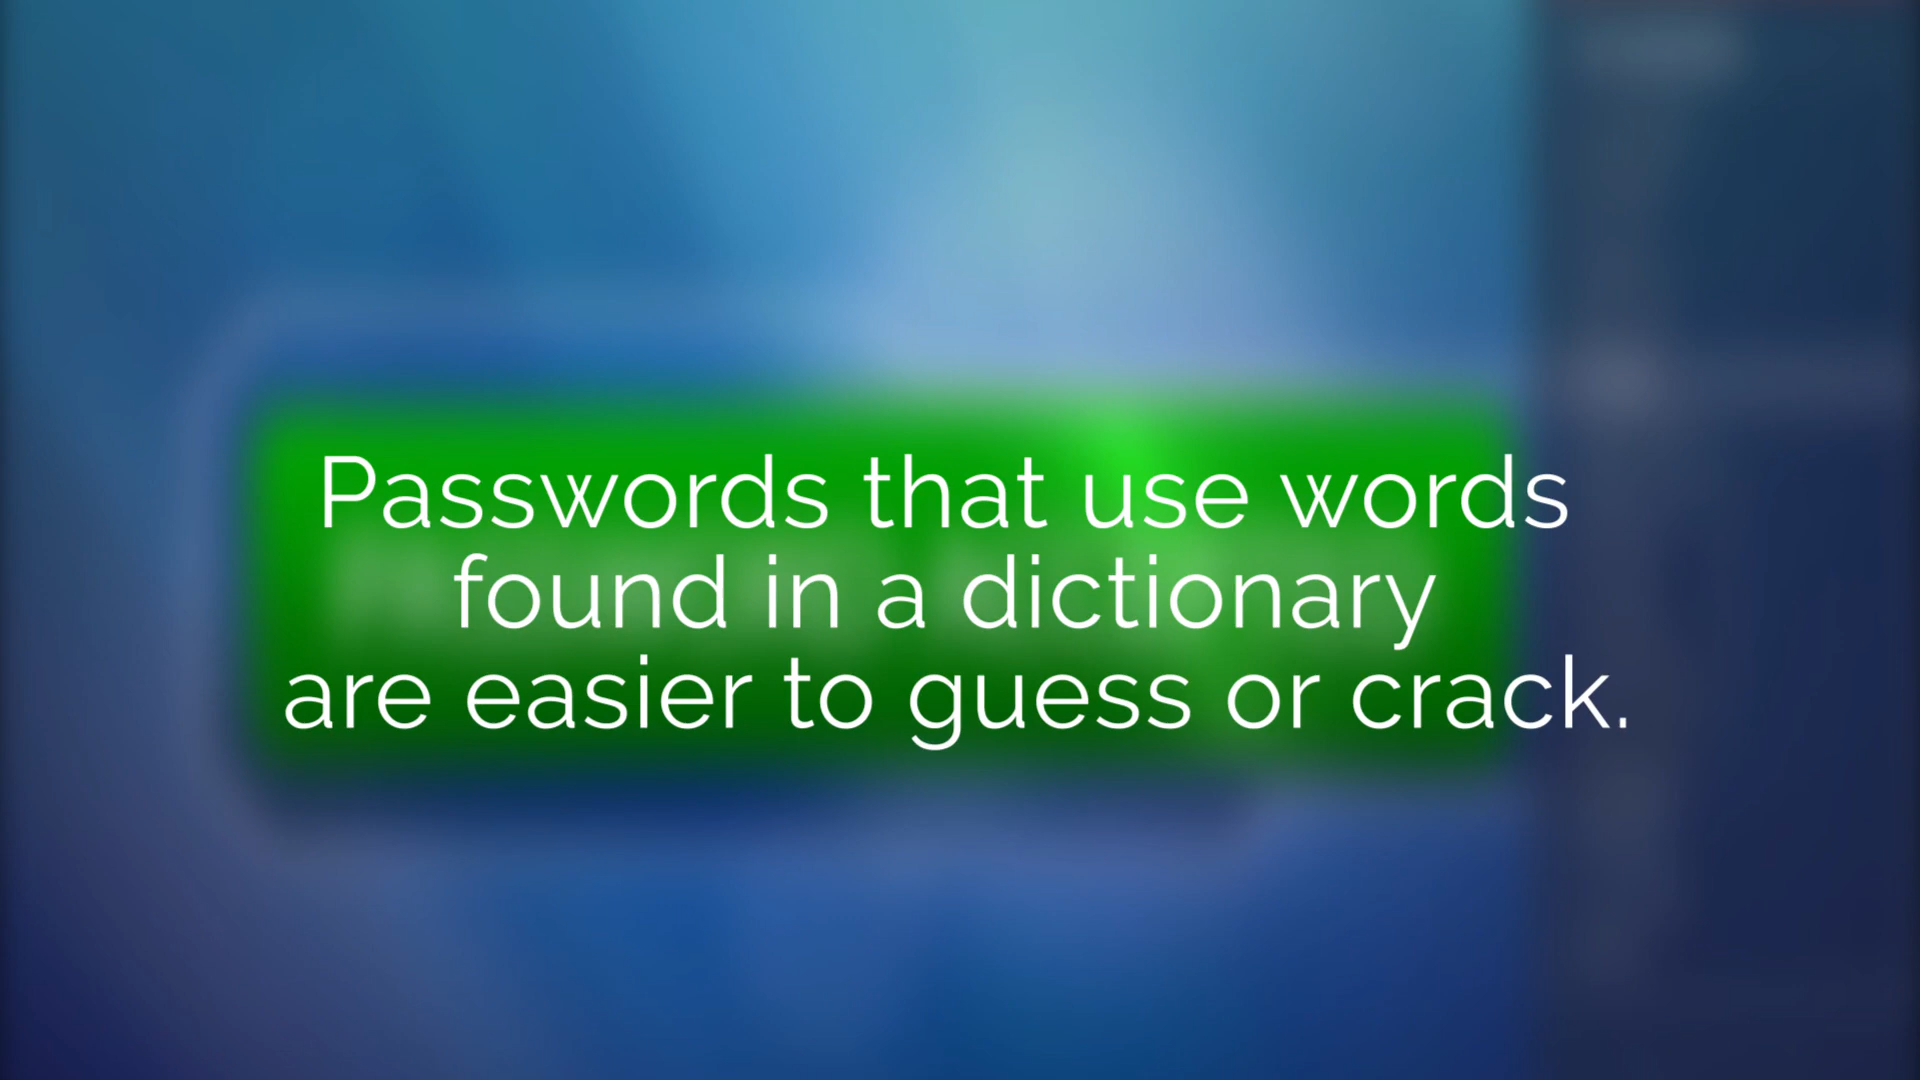 Passwords that use words
found in a dictionary
are easier to guess or crack.